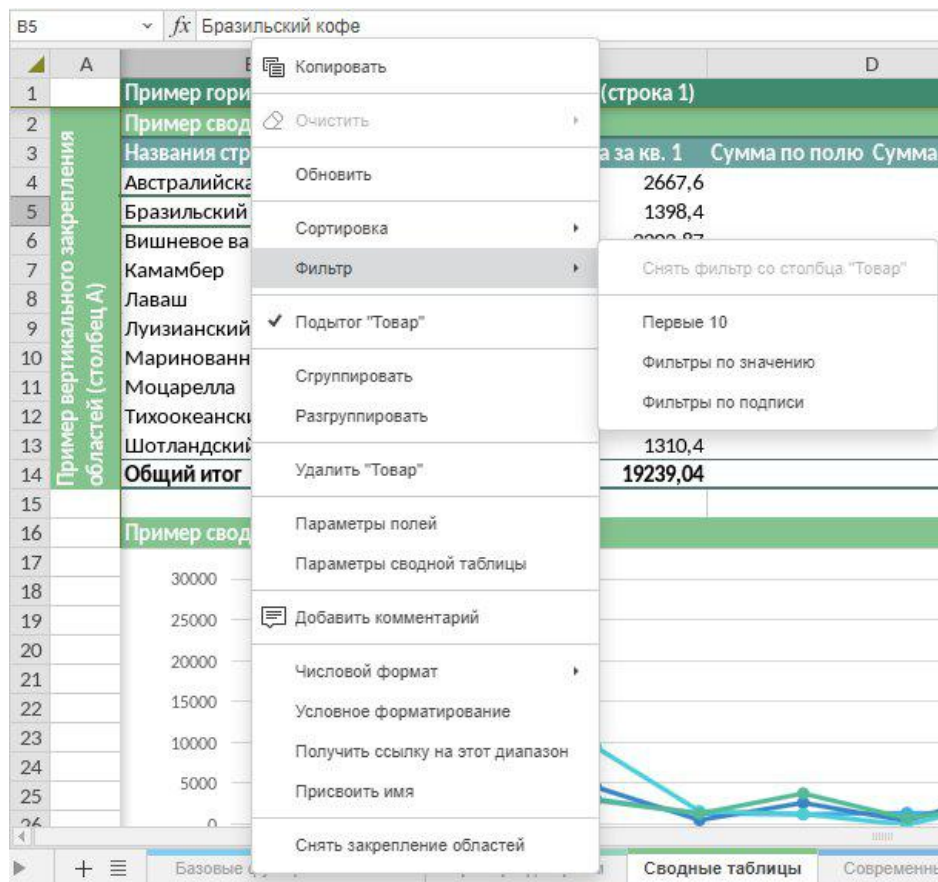 B5 fx Бразильский кофе
A D
1 Пример гори (строка 1)
2 Пример свод
3 Названия стр а за кв. 1 Сумма по полю Сумма
4 Австралийска 2667,6
5 Бразильский 1398,4
6 Вишневое ва
7 Камамбер
8 Лаваш
9 Луизианский
10 Маринованн
11 Моцарелла
12 Тихоокеански
13 Шотландский 1310,4
14 Общий итог 19239,04
15
16 Пример свод
17
18
19
20
21
22
23
24
25
26
Пример вертикального закрепления
областей (столбец A)
30000
25000
20000
15000
10000
5000
0
Копировать
Очистить
Обновить
Сортировка
Фильтр
Подытог "Товар"
Сгруппировать
Разгруппировать
Удалить "Товар"
Параметры полей
Параметры сводной таблицы
Добавить комментарий
Числовой формат
Условное форматирование
Получить ссылку на этот диапазон
Присвоить имя
Снять закрепление областей
Снять фильтр со столбца "Товар"
Первые 10
Фильтры по значению
Фильтры по подписи
Базовые Сводные таблицы Современны